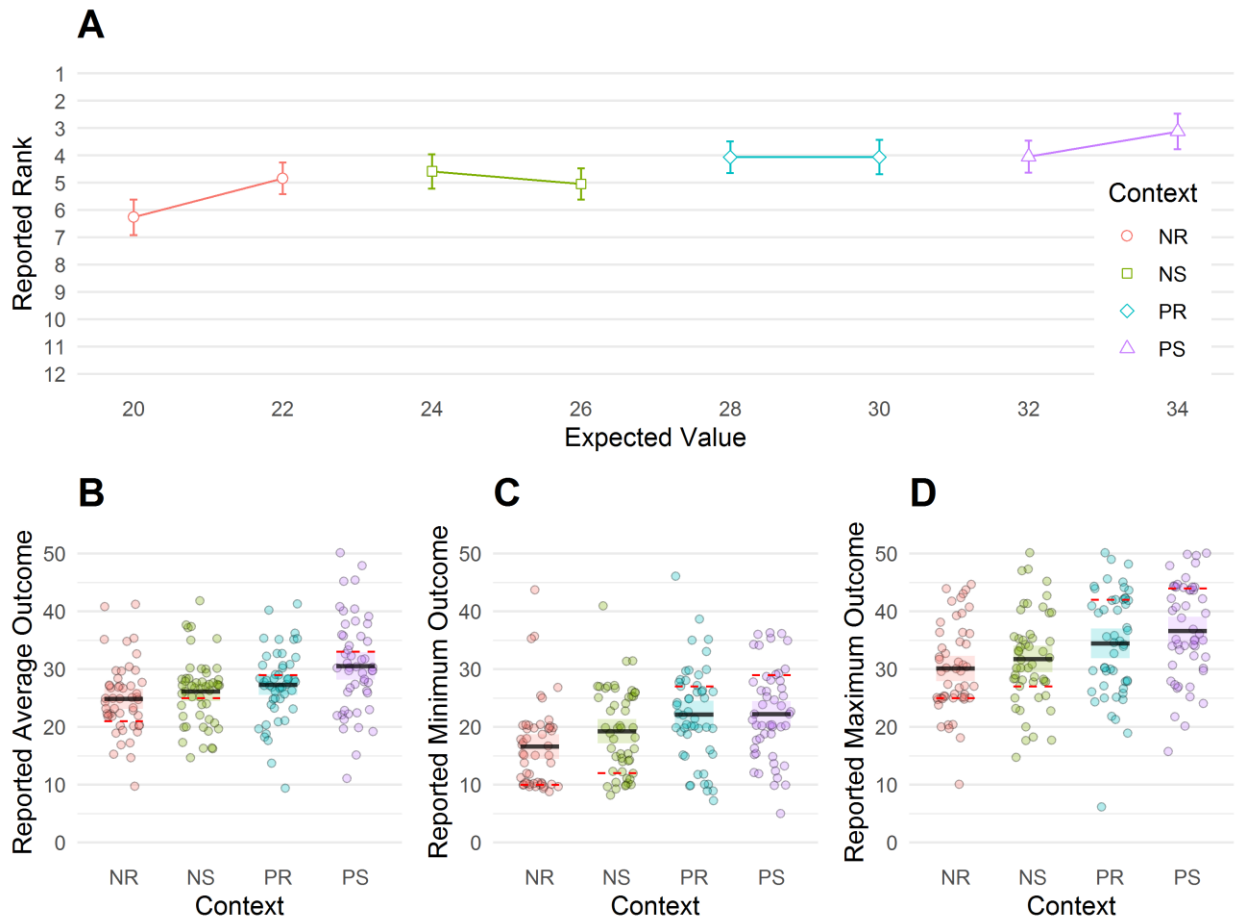 A
Reported Rank
1
2
3
4
5
6
7
8
9
10
11
12
20 22 24 26 28 30 32 34
Expected Value
Context
NR
NS
PR
PS
B
Reported Average Outcome
50
40
30
20
10
0
NR NS PR PS
Context
C
Reported Minimum Outcome
50
40
30
20
10
0
NR NS PR PS
Context
D
Reported Maximum Outcome
50
40
30
20
10
0
NR NS PR PS
Context